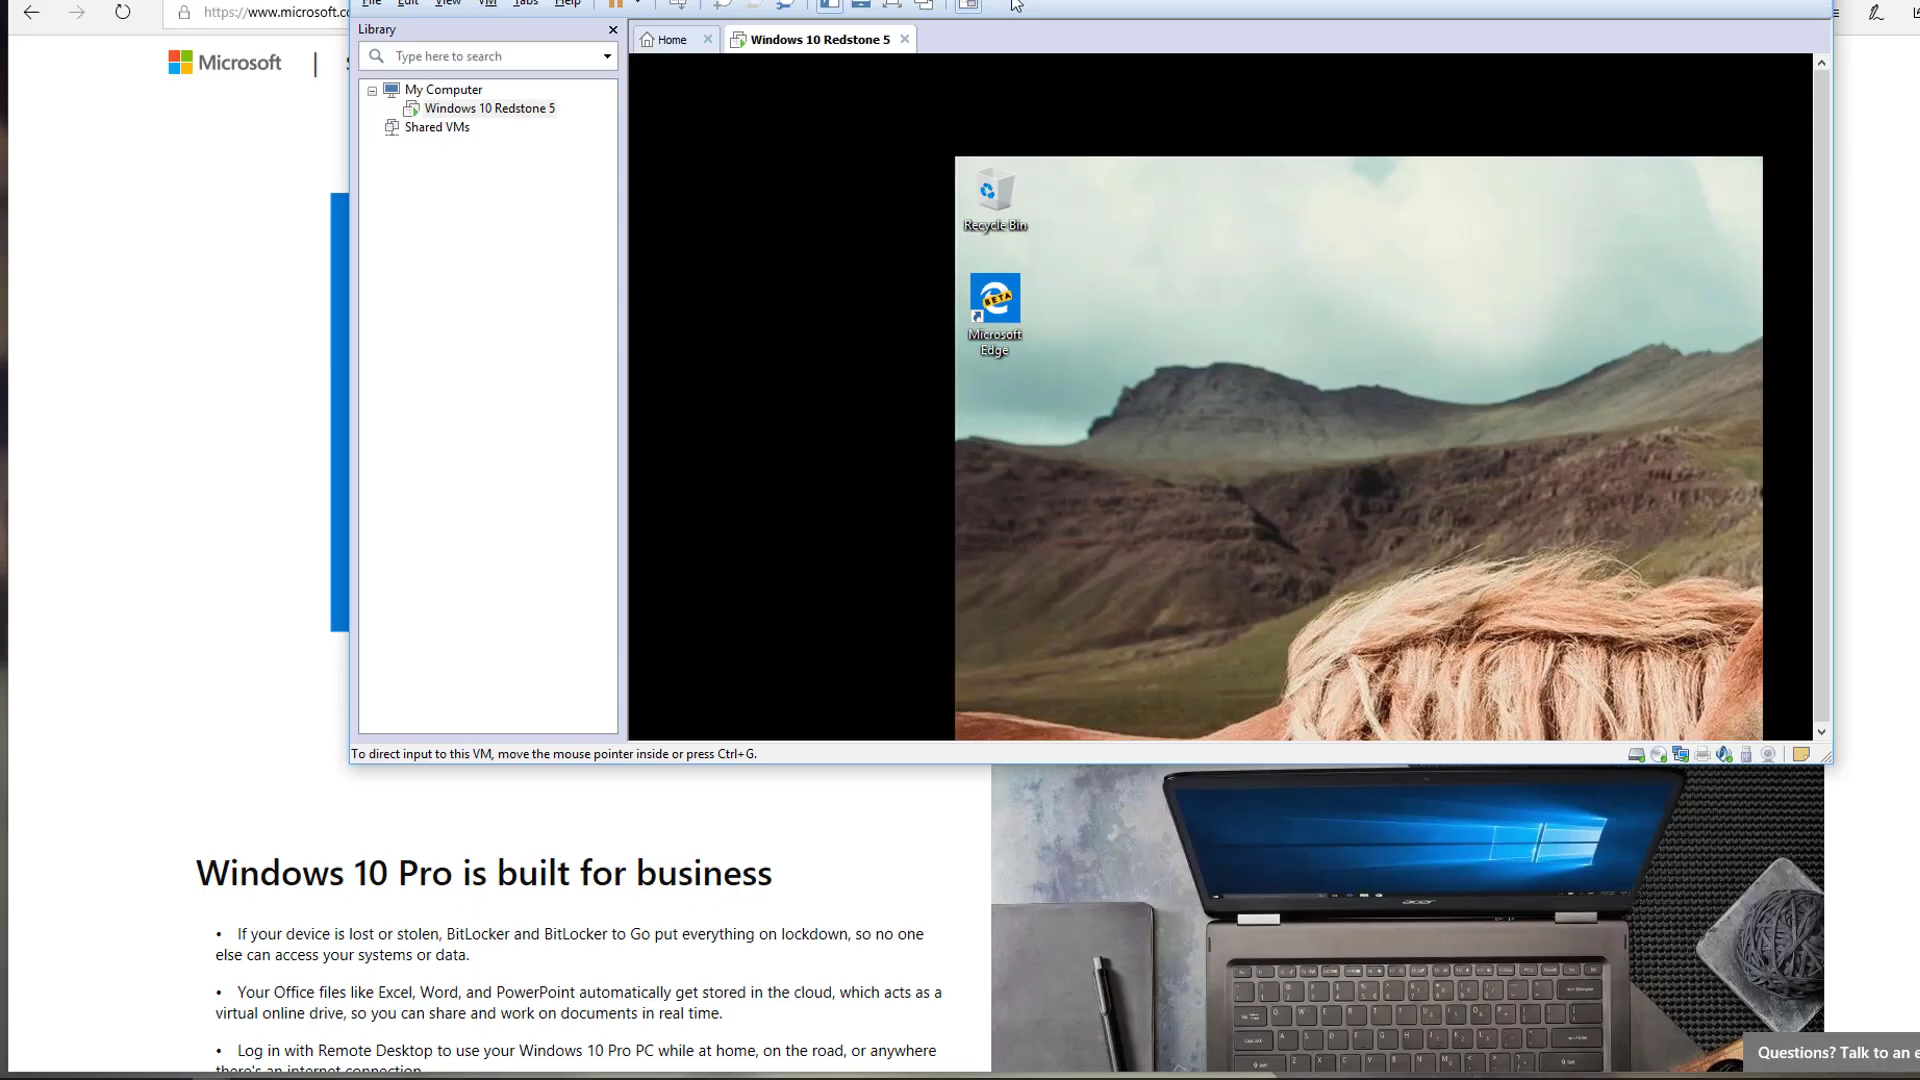 https://www.microsoft.co
File Edit View VM Tabs Help
Library
Home
Windows 10 Redstone 5
Microsoft
Type here to search
My Computer
Windows 10 Redstone 5
Shared VMs
Recycle Bin
BETA
Microsoft
Edge
To direct input to this VM, move the mouse pointer inside or press Ctrl+G.
Windows 10 Pro is built for business
• If your device is lost or stolen, BitLocker and BitLocker to Go put everything on lockdown, so no one
else can access your systems or data.
• Your Office files like Excel, Word, and PowerPoint automatically get stored in the cloud, which acts as a
virtual online drive, so you can share and work on documents in real time.
• Log in with Remote Desktop to use your Windows 10 Pro PC while at home, on the road, or anywhere
there's an internet connection.
acer
Questions? Talk to an e